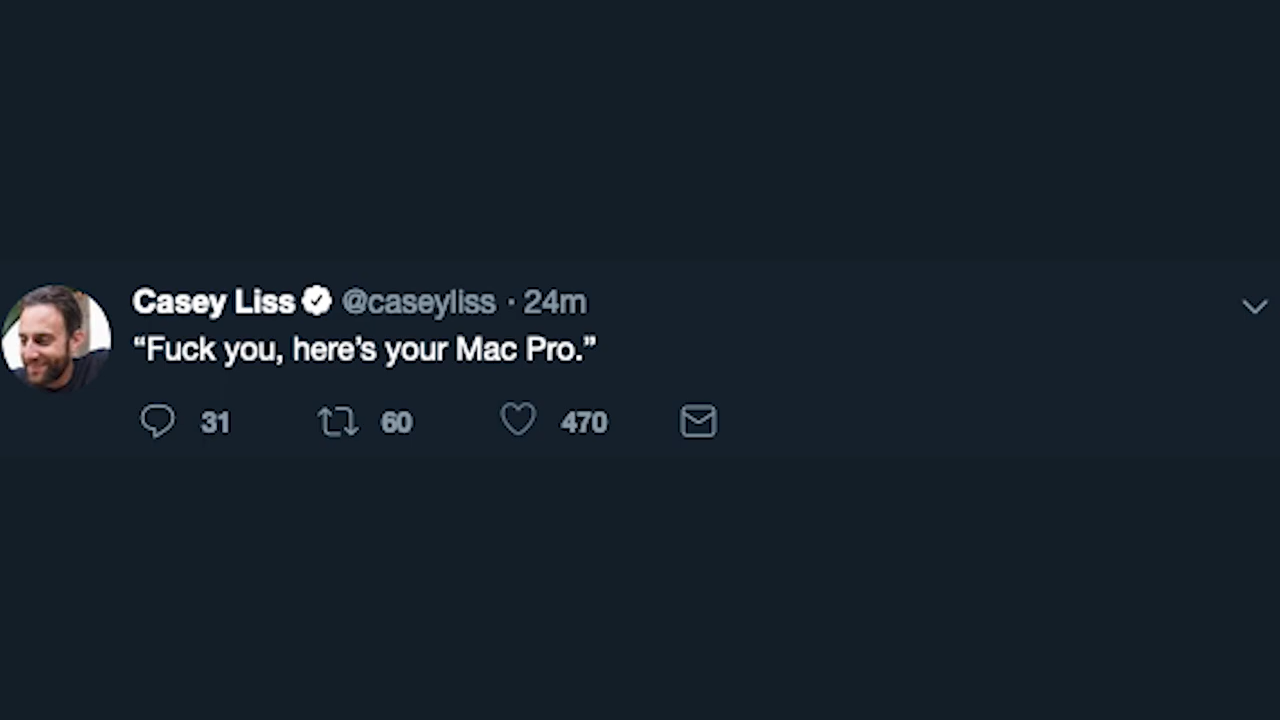 Casey Liss @caseyliss · 24m
“Fuck you, here’s your Mac Pro.”
31 60 470